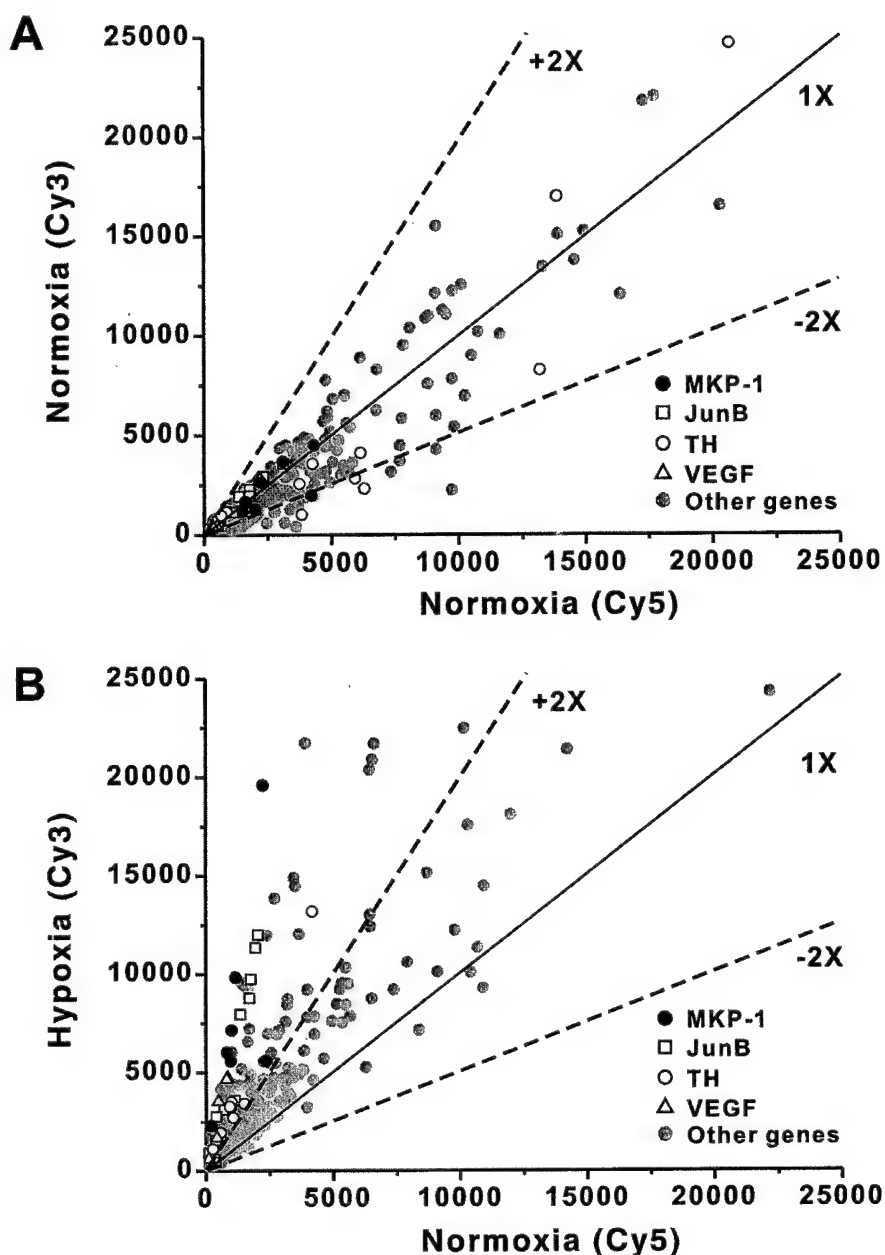 A
25000
20000
15000
10000
5000
0
Normoxia (Cy3)
+2X
1X
-2X
MKP-1
JunB
TH
VEGF
Other genes
0 5000 10000 15000 20000 25000
Normoxia (Cy5)
B
25000
20000
15000
10000
5000
0
Hypoxia (Cy3)
+2X
1X
-2X
MKP-1
JunB
TH
VEGF
Other genes
0 5000 10000 15000 20000 25000
Normoxia (Cy5)